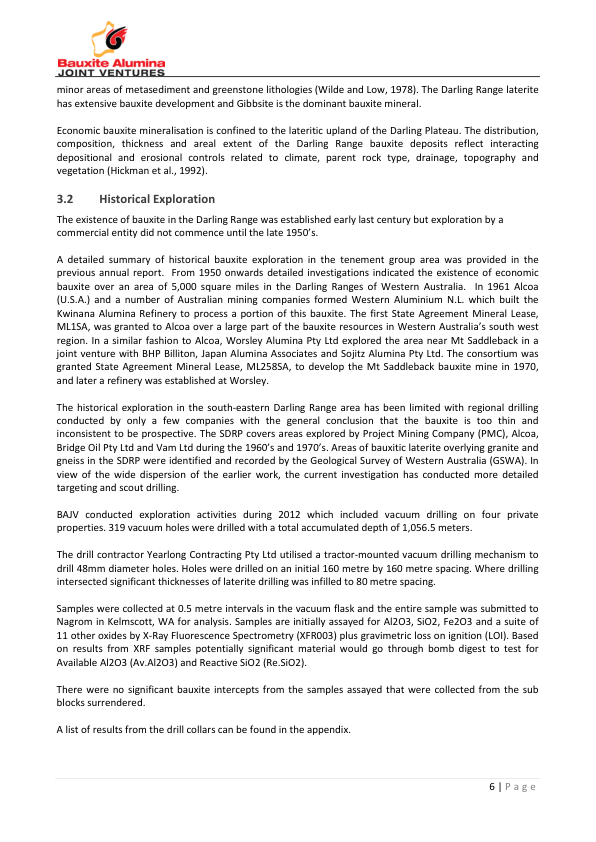 Bauxite Alumina
JOINT VENTURES
minor areas of metasediment and greenstone lithologies (Wilde and Low, 1978). The Darling Range laterite
has extensive bauxite development and Gibbsite is the dominant bauxite mineral.
Economic bauxite mineralisation is confined to the lateritic upland of the Darling Plateau. The distribution,
composition, thickness and areal extent of the Darling Range bauxite deposits reflect interacting
depositional and erosional controls related to climate, parent rock type, drainage, topography and
vegetation (Hickman et al., 1992).
3.2 Historical Exploration
The existence of bauxite in the Darling Range was established early last century but exploration by a
commercial entity did not commence until the late 1950's.
A detailed summary of historical bauxite exploration in the tenement group area was provided in the
previous annual report. From 1950 onwards detailed investigations indicated the existence of economic
bauxite over an area of 5,000 square miles in the Darling Ranges of Western Australia. In 1961 Alcoa
(U.S.A.) and a number of Australian mining companies formed Western Aluminium N.L. which built the
Kwinana Alumina Refinery to process a portion of this bauxite. The first State Agreement Mineral Lease,
ML1SA, was granted to Alcoa over a large part of the bauxite resources in Western Australia's south west
region. In a similar fashion to Alcoa, Worsley Alumina Pty Ltd explored the area near Mt Saddleback in a
joint venture with BHP Billiton, Japan Alumina Associates and Sojitz Alumina Pty Ltd. The consortium was
granted State Agreement Mineral Lease, ML258SA, to develop the Mt Saddleback bauxite mine in 1970,
and later a refinery was established at Worsley.
The historical exploration in the south-eastern Darling Range area has been limited with regional drilling
conducted by only a few companies with the general conclusion that the bauxite is too thin and
inconsistent to be prospective. The SDRP covers areas explored by Project Mining Company (PMC), Alcoa,
Bridge Oil Pty Ltd and Vam Ltd during the 1960's and 1970's. Areas of bauxitic laterite overlying granite and
gneiss in the SDRP were identified and recorded by the Geological Survey of Western Australia (GSWA). In
view of the wide dispersion of the earlier work, the current investigation has conducted more detailed
targeting and scout drilling.
BAJV conducted exploration activities during 2012 which included vacuum drilling on four private
properties. 319 vacuum holes were drilled with a total accumulated depth of 1,056.5 meters.
The drill contractor Yearlong Contracting Pty Ltd utilised a tractor-mounted vacuum drilling mechanism to
drill 48mm diameter holes. Holes were drilled on an initial 160 metre by 160 metre spacing. Where drilling
intersected significant thicknesses of laterite drilling was infilled to 80 metre spacing.
Samples were collected at 0.5 metre intervals in the vacuum flask and the entire sample was submitted to
Nagrom in Kelmscott, WA for analysis. Samples are initially assayed for Al2O3, SiO2, Fe2O3 and a suite of
11 other oxides by X-Ray Fluorescence Spectrometry (XFR003) plus gravimetric loss on ignition (LOI). Based
on results from XRF samples potentially significant material would go through bomb digest to test for
Available Al2O3 (Av.Al2O3) and Reactive SiO2 (Re.SiO2).
There were no significant bauxite intercepts from the samples assayed that were collected from the sub
blocks surrendered.
A list of results from the drill collars can be found in the appendix.
6 | Page